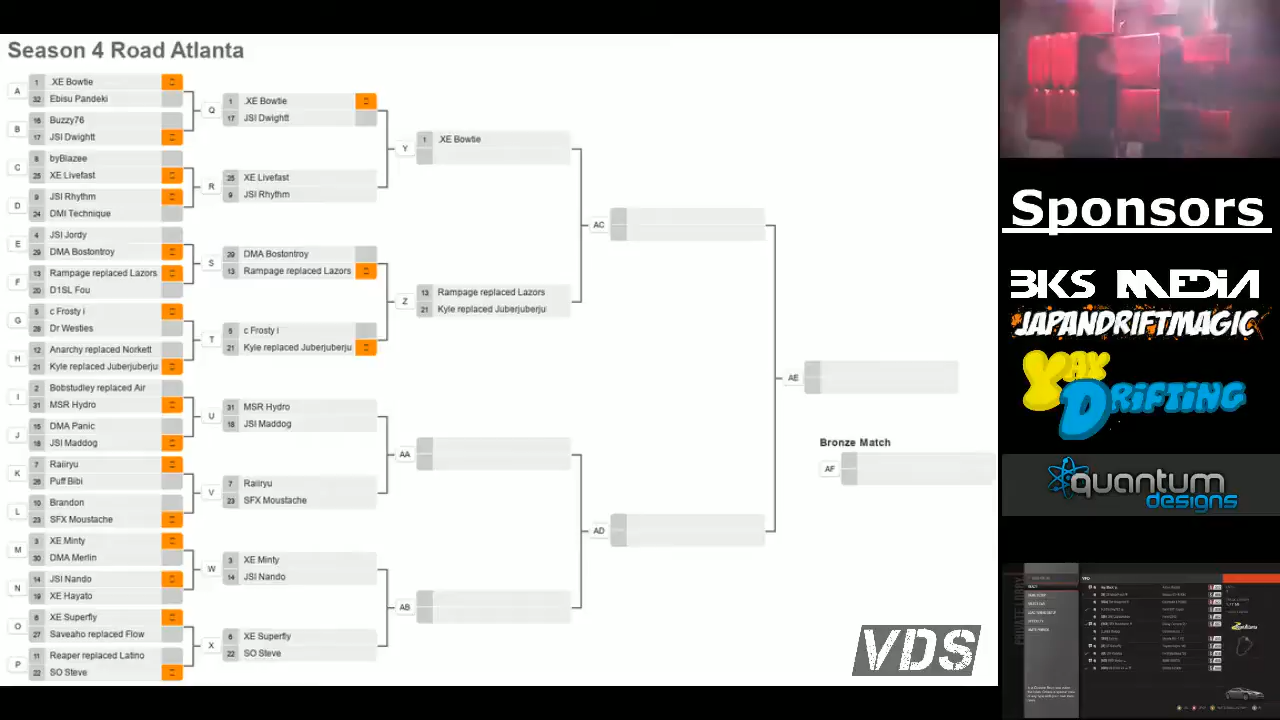 Season 4 Road Atlanta
A
1 .XE Bowtie
32 Ebisu Pandeki
B
16 Buzzy76
17 JSI Dwightt
C
8 byBlazee
25 XE Livefast
D
9 JSI Rhythm
24 DMI Technique
E
4 JSI Jordy
29 DMA Bostontroy
F
13 Rampage replaced Lazors
20 D1SL Fou
G
5 c Frosty i
28 Dr Westies
H
12 Anarchy replaced Norkett
21 Kyle replaced Juberjuberju
I
2 Bobstudley replaced Air
31 MSR Hydro
J
15 DMA Panic
18 JSI Maddog
K
7 Raiiryu
26 Puff Bibi
L
10 Brandon
23 SFX Moustache
M
3 XE Minty
30 DMA Merlin
N
14 JSI Nando
19 XE Hayato
O
6 XE Superfly
27 Saveaho replaced Flow
P
11 Reaper replaced Latino
22 SO Steve
Q
1 .XE Bowtie
17 JSI Dwightt
R
25 XE Livefast
9 JSI Rhythm
S
29 DMA Bostontroy
13 Rampage replaced Lazors
T
5 c Frosty i
21 Kyle replaced Juberjuberju
U
31 MSR Hydro
18 JSI Maddog
V
7 Raiiryu
23 SFX Moustache
W
3 XE Minty
14 JSI Nando
X
6 XE Superfly
22 SO Steve
Y
1 .XE Bowtie
Z
13 Rampage replaced Lazors
21 Kyle replaced Juberjuberju
AA
AB
AC
AD
AE
Bronze Match
AF
VDS
Sponsors
BKS MEDIA
JAPANDRIFTMAGIC
YAK DRiFTiNG
quantum
designs
PRIVATE LOBBY